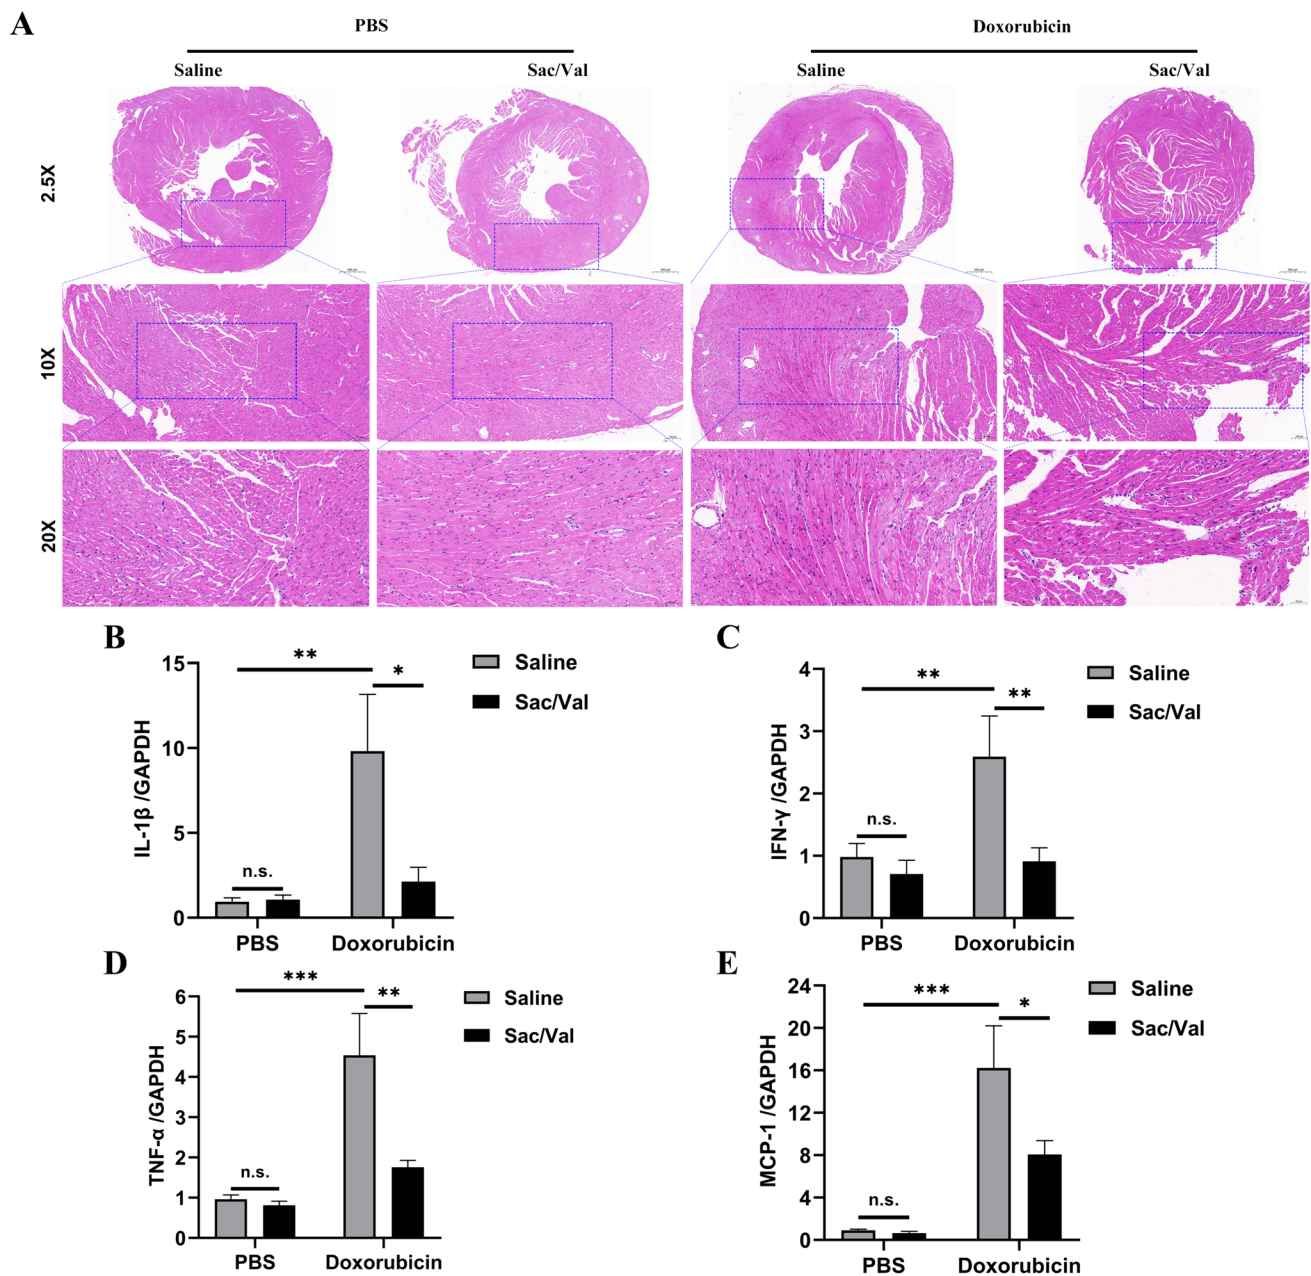 A
PBS
Doxorubicin
Saline
Sac/Val
Saline
Sac/Val
2.5X
10X
20X
B
IL-1β /GAPDH
15
10
5
0
**
*
n.s.
PBS
Doxorubicin
Saline
Sac/Val
C
IFN-γ /GAPDH
4
3
2
1
0
**
**
n.s.
PBS
Doxorubicin
Saline
Sac/Val
D
TNF-α /GAPDH
6
5
4
3
2
1
0
***
**
n.s.
PBS
Doxorubicin
Saline
Sac/Val
E
MCP-1 /GAPDH
24
20
16
12
8
4
0
***
*
n.s.
PBS
Doxorubicin
Saline
Sac/Val